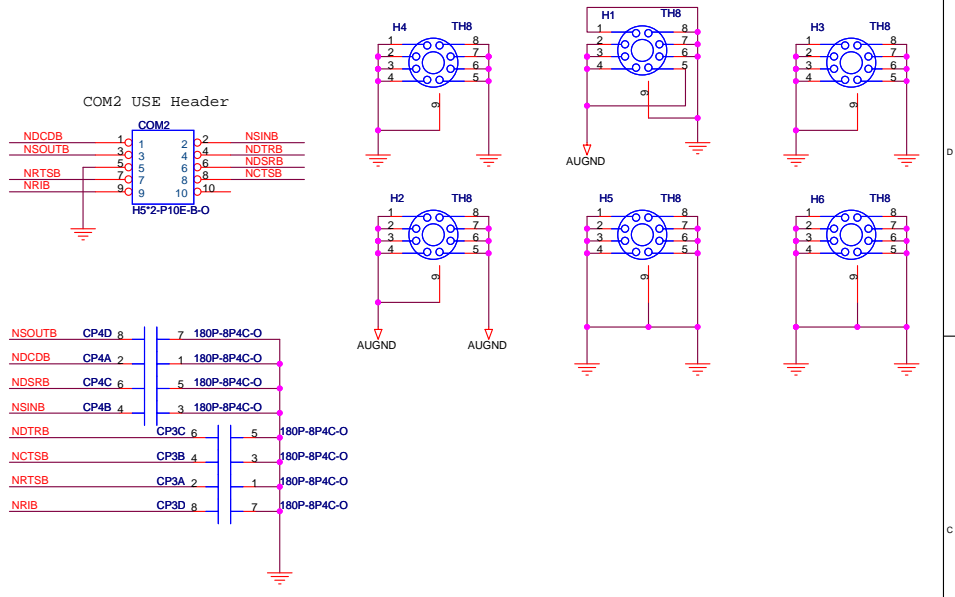 H4 TH8
1 8
2 7
3 6
4 5
9
H1 TH8
1 8
2 7
3 6
4 5
9
AUGND
H3 TH8
1 8
2 7
3 6
4 5
9
D
COM2 USE Header
COM2
NDCDB 1 1 2 2 NSINB
NSOUTB 3 3 4 4 NDTRB
5 5 6 6 NDSRB
NRTSB 7 7 8 8 NCTSB
NRIB 9 9 10 10
H5*2-P10E-B-O
H2 TH8
1 8
2 7
3 6
4 5
9
AUGND AUGND
H5 TH8
1 8
2 7
3 6
4 5
9
H6 TH8
1 8
2 7
3 6
4 5
9
NSOUTB CP4D 8 7 180P-8P4C-O
NDCDB CP4A 2 1 180P-8P4C-O
NDSRB CP4C 6 5 180P-8P4C-O
NSINB CP4B 4 3 180P-8P4C-O
NDTRB CP3C 6 5 180P-8P4C-O
NCTSB CP3B 4 3 180P-8P4C-O
NRTSB CP3A 2 1 180P-8P4C-O
NRIB CP3D 8 7 180P-8P4C-O
C